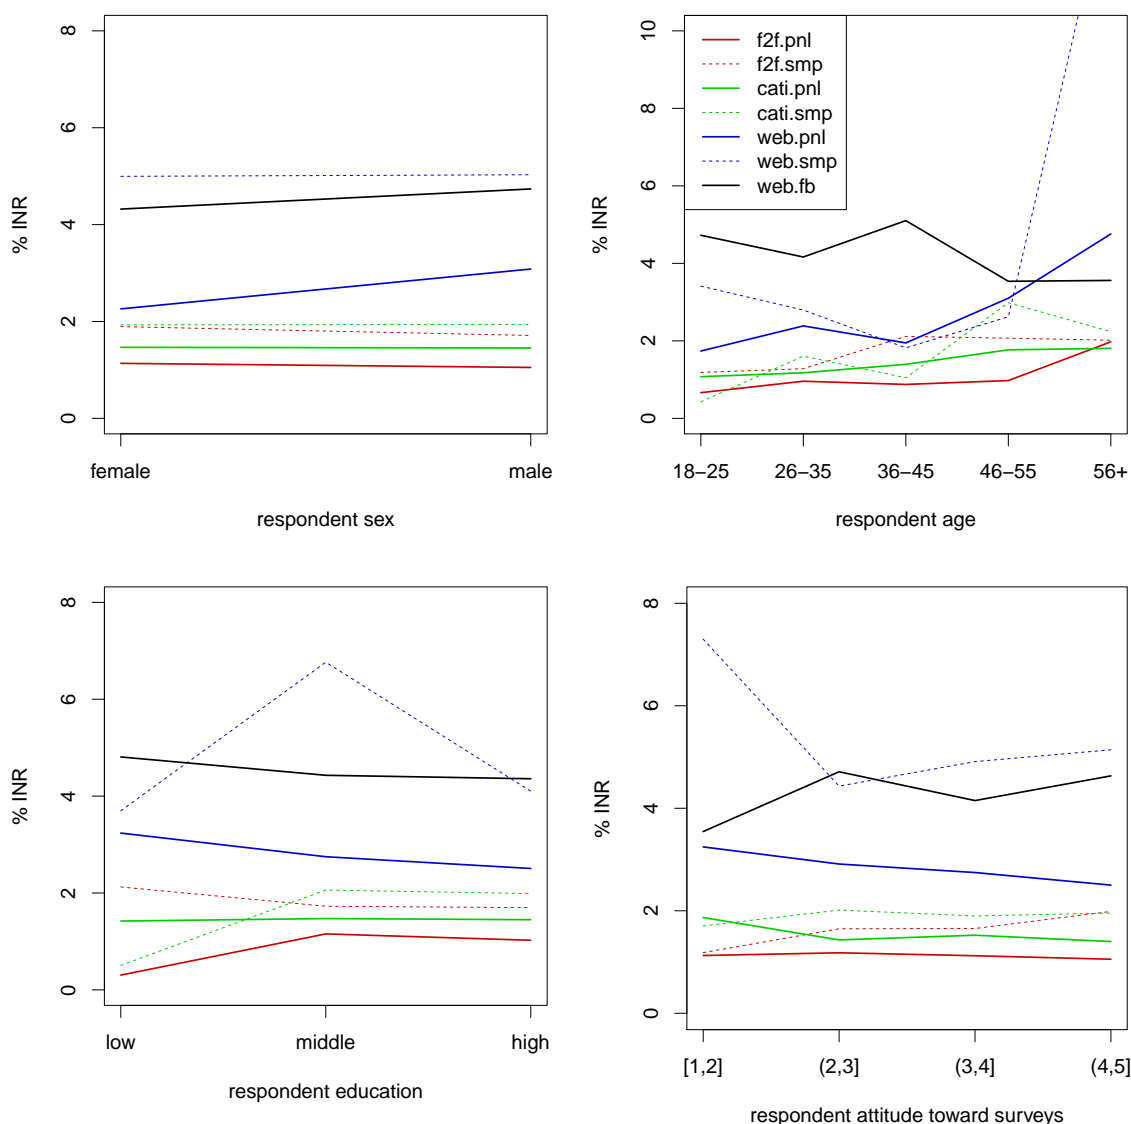 % INR
0 2 4 6 8
female male
respondent sex
% INR
0 2 4 6 8 10
f2f.pnl
f2f.smp
cati.pnl
cati.smp
web.pnl
web.smp
web.fb
18−25 26−35 36−45 46−55 56+
respondent age
% INR
0 2 4 6 8
low middle high
respondent education
% INR
0 2 4 6 8
[1,2] (2,3] (3,4] (4,5]
respondent attitude toward surveys